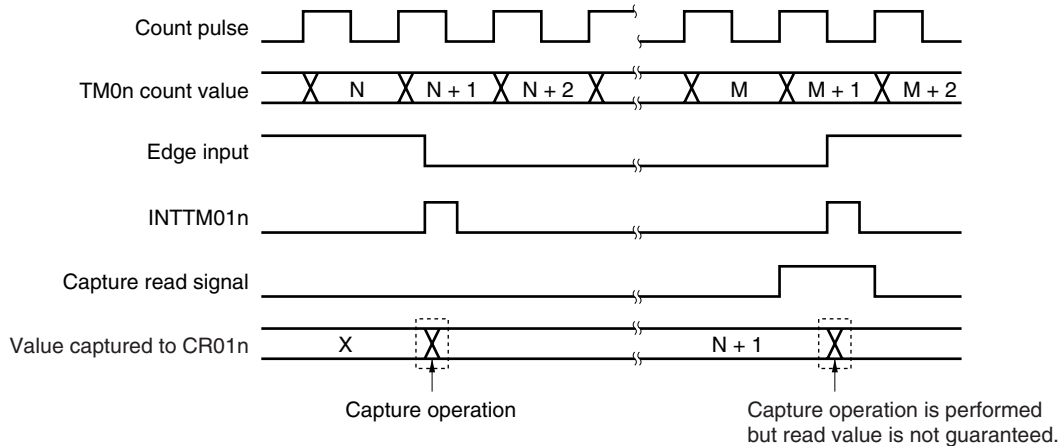 Count pulse
TM0n count value
N
N + 1
N + 2
M
M + 1
M + 2
Edge input
INTTM01n
Capture read signal
Value captured to CR01n
X
N + 1
Capture operation
Capture operation is performed
but read value is not guaranteed.